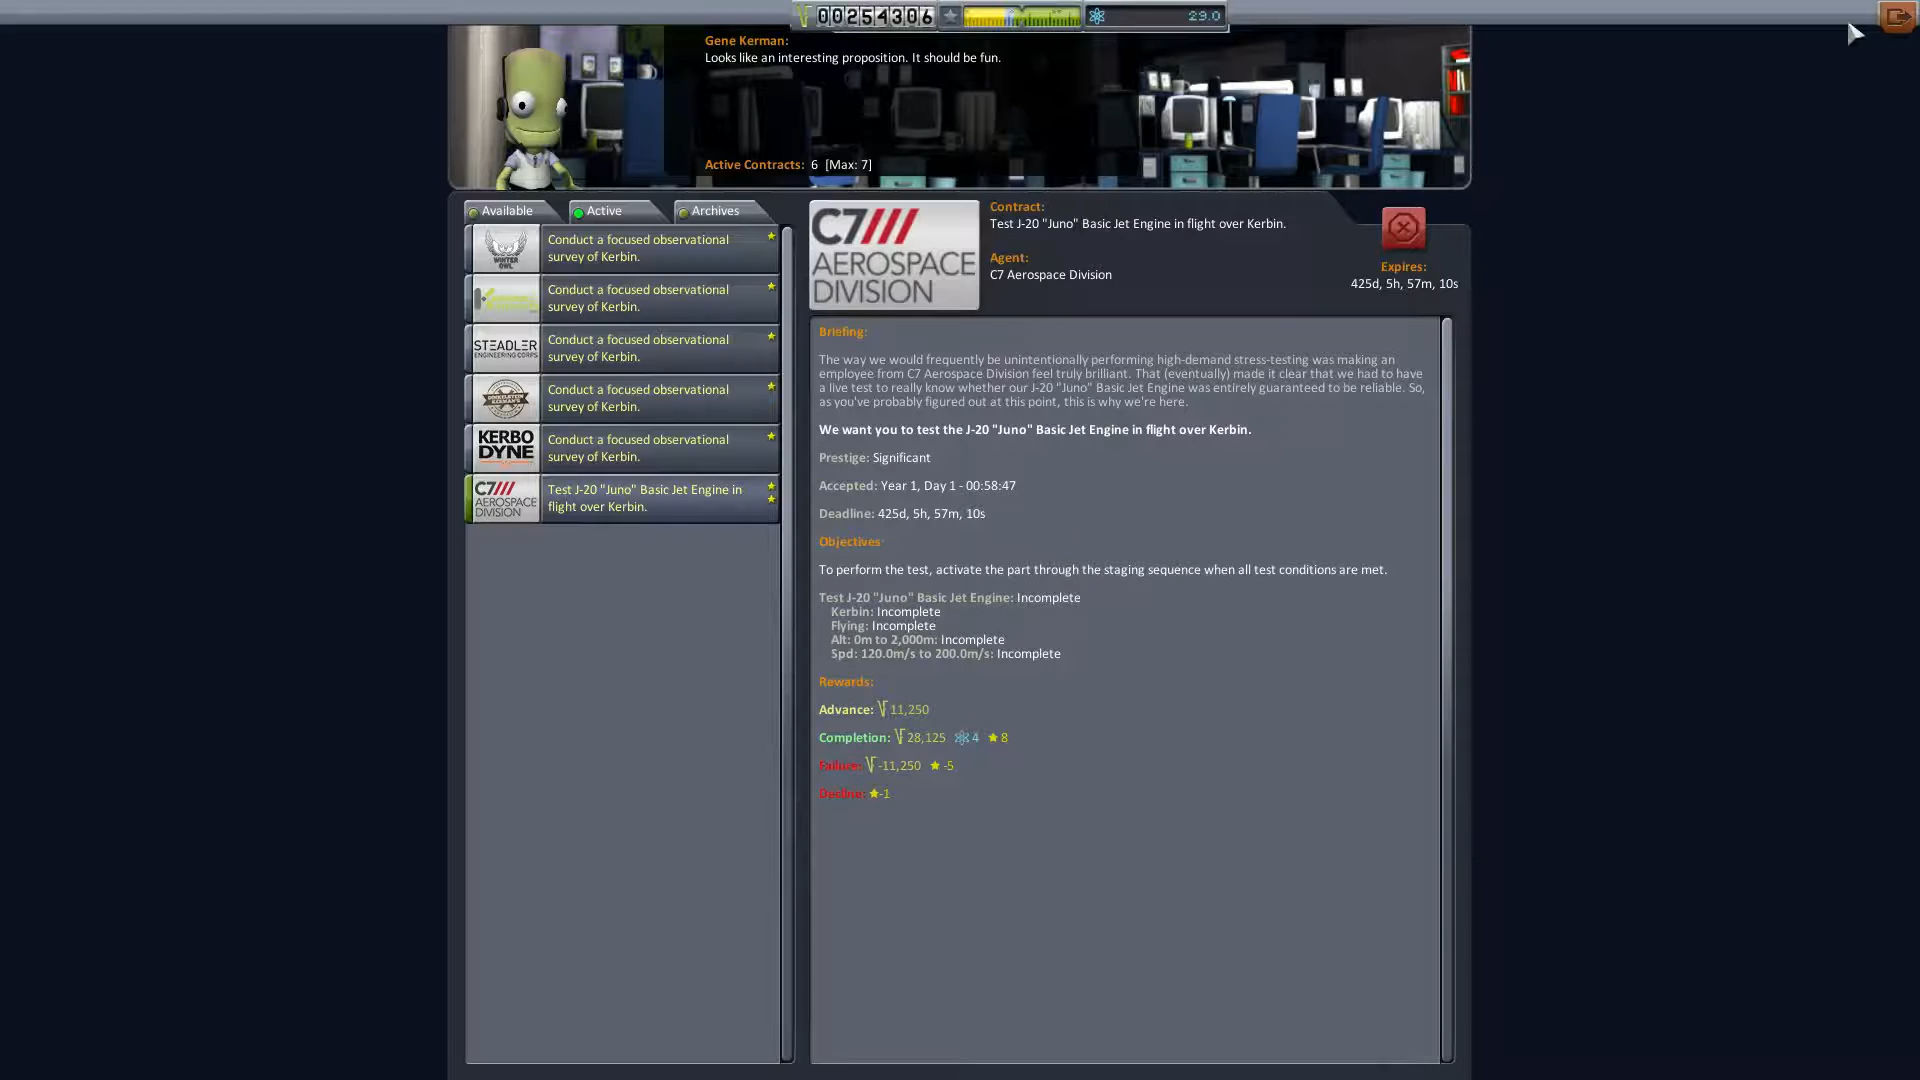 00254306
29.0
Gene Kerman:
Looks like an interesting proposition. It should be fun.
Active Contracts: 6 [Max: 7]
Available
Active
Archives
WINTER
OWL
Conduct a focused observational
survey of Kerbin.
Conduct a focused observational
survey of Kerbin.
STEADLER
ENGINEERING CORPS
Conduct a focused observational
survey of Kerbin.
Conduct a focused observational
survey of Kerbin.
KERBO
DYNE
Conduct a focused observational
survey of Kerbin.
C7///
AEROSPACE
DIVISION
Test J-20 "Juno" Basic Jet Engine in
flight over Kerbin.
C7///
AEROSPACE
DIVISION
Contract:
Test J-20 "Juno" Basic Jet Engine in flight over Kerbin.
Agent:
C7 Aerospace Division
Expires:
425d, 5h, 57m, 10s
Briefing:
The way we would frequently be unintentionally performing high-demand stress-testing was making an
employee from C7 Aerospace Division feel truly brilliant. That (eventually) made it clear that we had to have
a live test to really know whether our J-20 "Juno" Basic Jet Engine was entirely guaranteed to be reliable. So,
as you've probably figured out at this point, this is why we're here.
We want you to test the J-20 "Juno" Basic Jet Engine in flight over Kerbin.
Prestige: Significant
Accepted: Year 1, Day 1 - 00:58:47
Deadline: 425d, 5h, 57m, 10s
Objectives:
To perform the test, activate the part through the staging sequence when all test conditions are met.
Test J-20 "Juno" Basic Jet Engine: Incomplete
Kerbin: Incomplete
Flying: Incomplete
Alt: 0m to 2,000m: Incomplete
Spd: 120.0m/s to 200.0m/s: Incomplete
Rewards:
Advance: 11,250
Completion: 28,125 4 8
Failure: -11,250 -5
Decline: -1